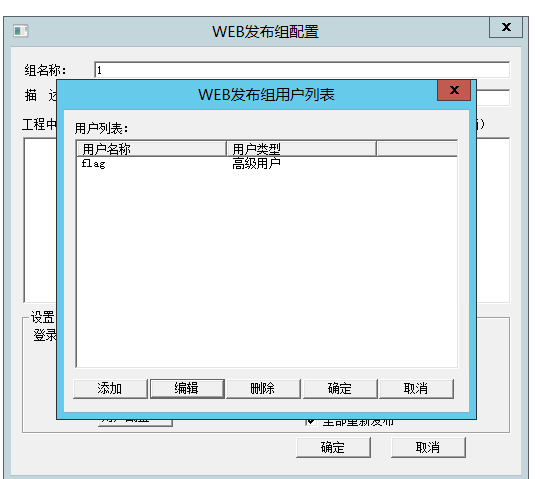 WEB发布组配置
x
组名称:
1
描
WEB发布组用户列表
x
工程中
用户列表:
用户名称 用户类型
flag 高级用户
设置
登录
添加 编辑 删除 确定 取消
全部重新发布
确定 取消